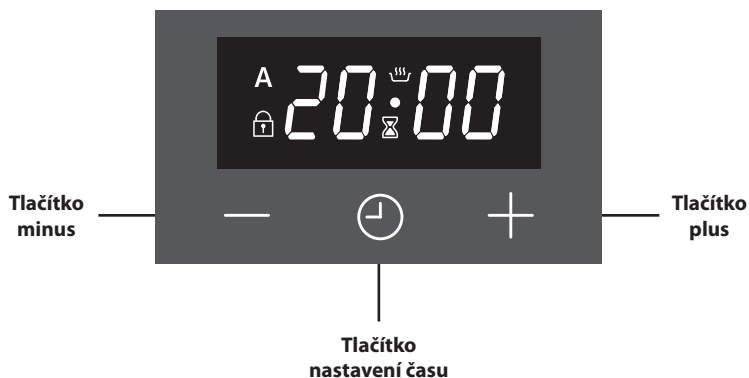 A 20:00
Tlačítko
minus
Tlačítko
plus
Tlačítko
nastavení času